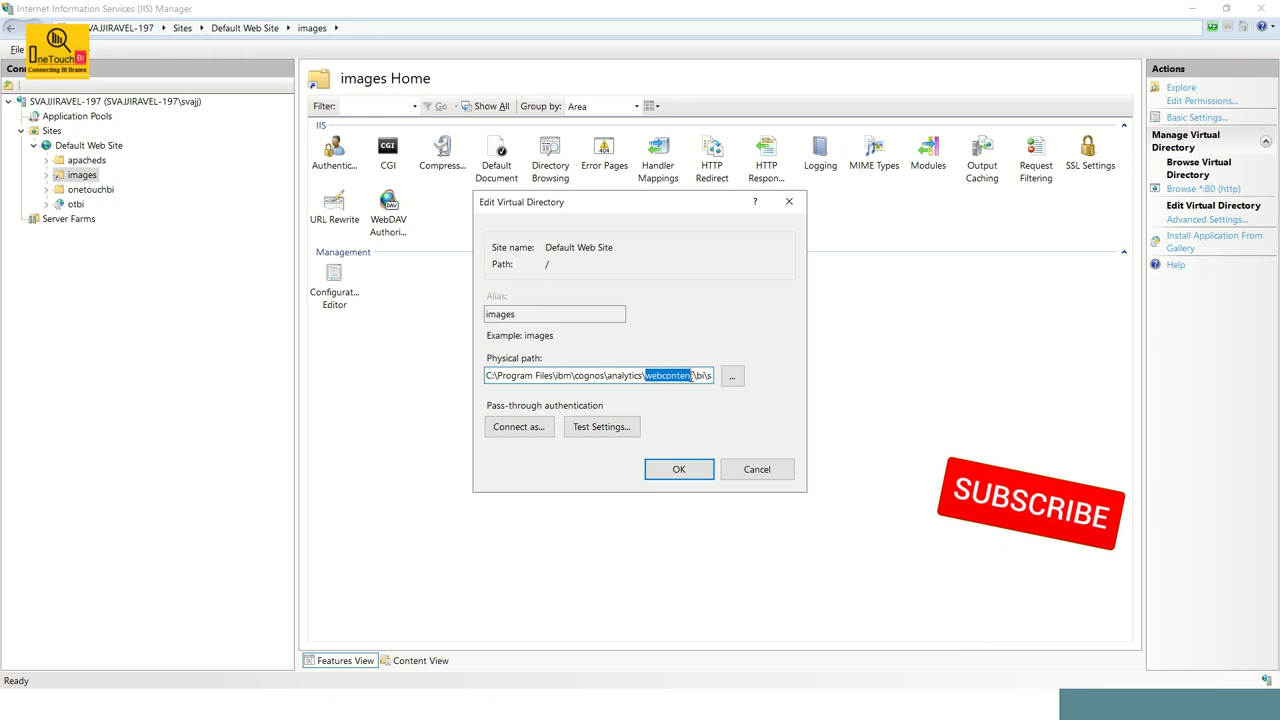 Internet Information Services (IIS) Manager
SVAJJIRAVEL-197 Sites Default Web Site images
File
OneTouchBI
Connecting BI Brains
SVAJJIRAVEL-197 (SVAJJIRAVEL-197\svajj)
Application Pools
Sites
Default Web Site
apacheds
images
onetouchbi
otbi
Server Farms
images Home
Filter: Go Show All Group by: Area
IIS
Authentic... CGI Compress... Default Document Directory Browsing Error Pages Handler Mappings HTTP Redirect HTTP Respon... Logging MIME Types Modules Output Caching Request Filtering SSL Settings
URL Rewrite WebDAV Authori...
Management
Configurat... Editor
Edit Virtual Directory ?
Site name: Default Web Site
Path: /
Alias:
images
Example: images
Physical path:
C:\Program Files\ibm\cognos\analytics\webcontent\bi\s ...
Pass-through authentication
Connect as... Test Settings...
OK Cancel
SUBSCRIBE
Actions
Explore
Edit Permissions...
Basic Settings...
Manage Virtual
Directory
Browse Virtual
Directory
Browse *:80 (http)
Edit Virtual Directory
Advanced Settings...
Install Application From
Gallery
Help
Features View Content View
Ready